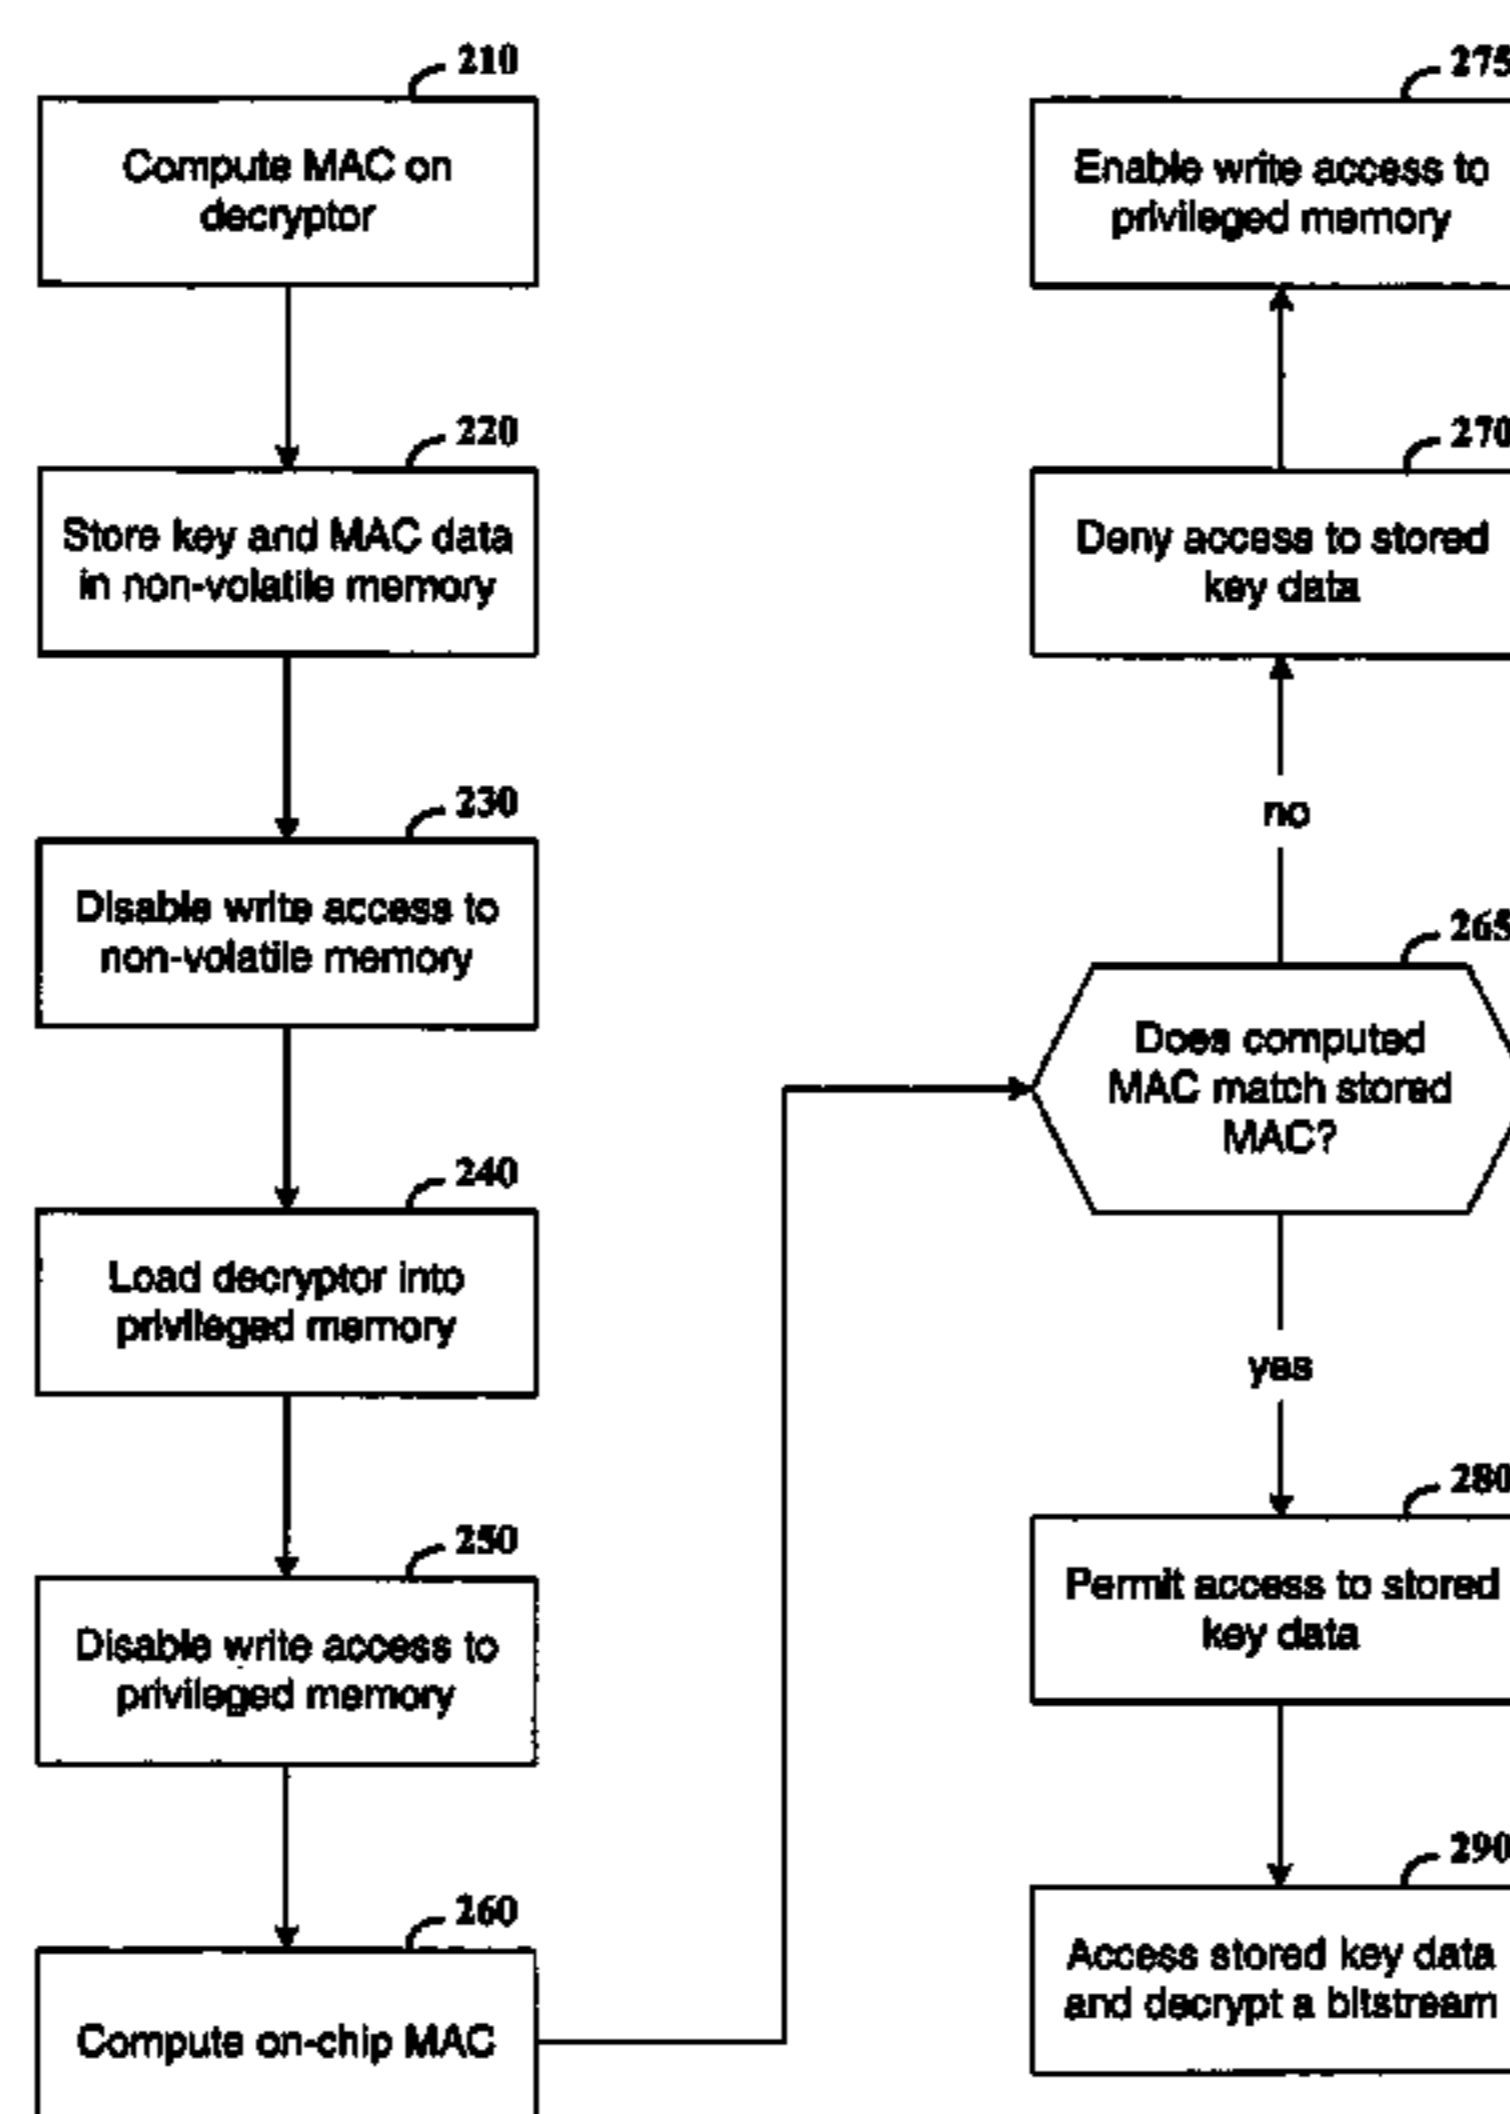 210
Compute MAC on
decryptor
220
Store key and MAC data
in non-volatile memory
230
Disable write access to
non-volatile memory
240
Load decryptor into
privileged memory
250
Disable write access to
privileged memory
260
Compute on-chip MAC
275
Enable write access to
privileged memory
270
Deny access to stored
key data
no
265
Does computed
MAC match stored
MAC?
yes
280
Permit access to stored
key data
290
Access stored key data
and decrypt a bitstream